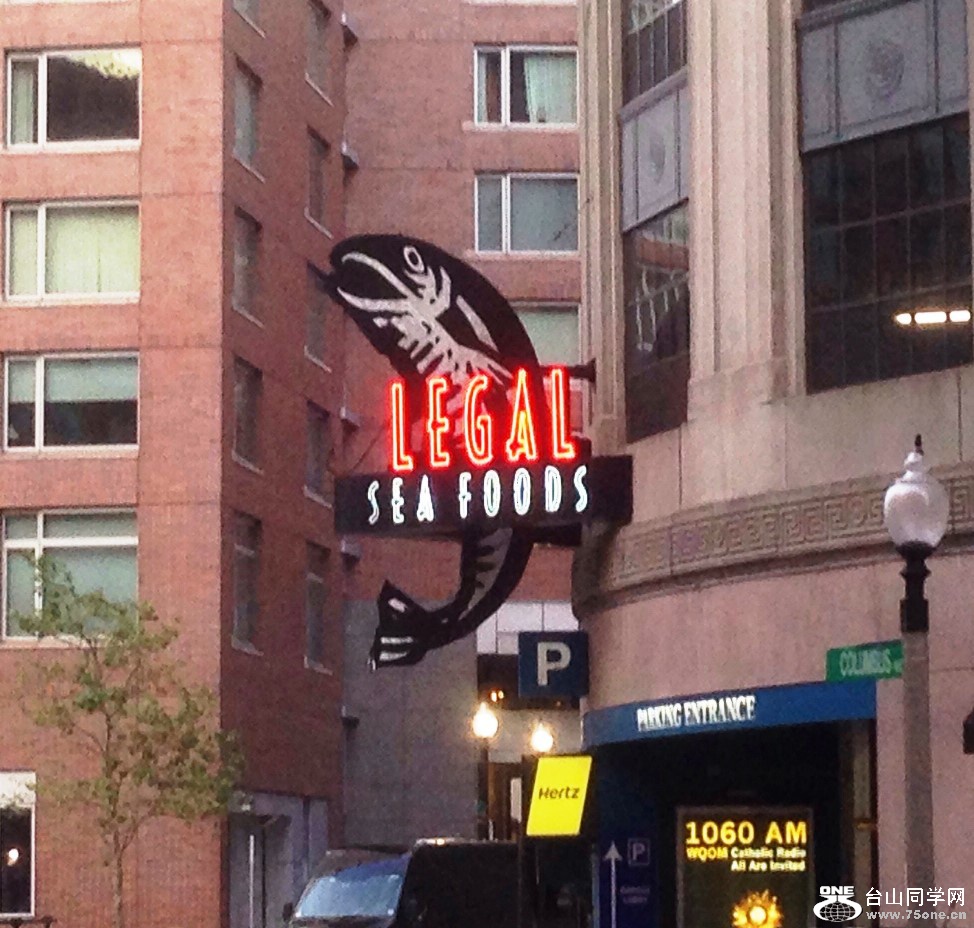 LEGAL
SEA FOODS
P
COLUMBUS
PARKING ENTRANCE
Hertz
P
1060 AM
WQOM Catholic Radio
All Are Invited
ONE 台山同学网
www.75one.cn